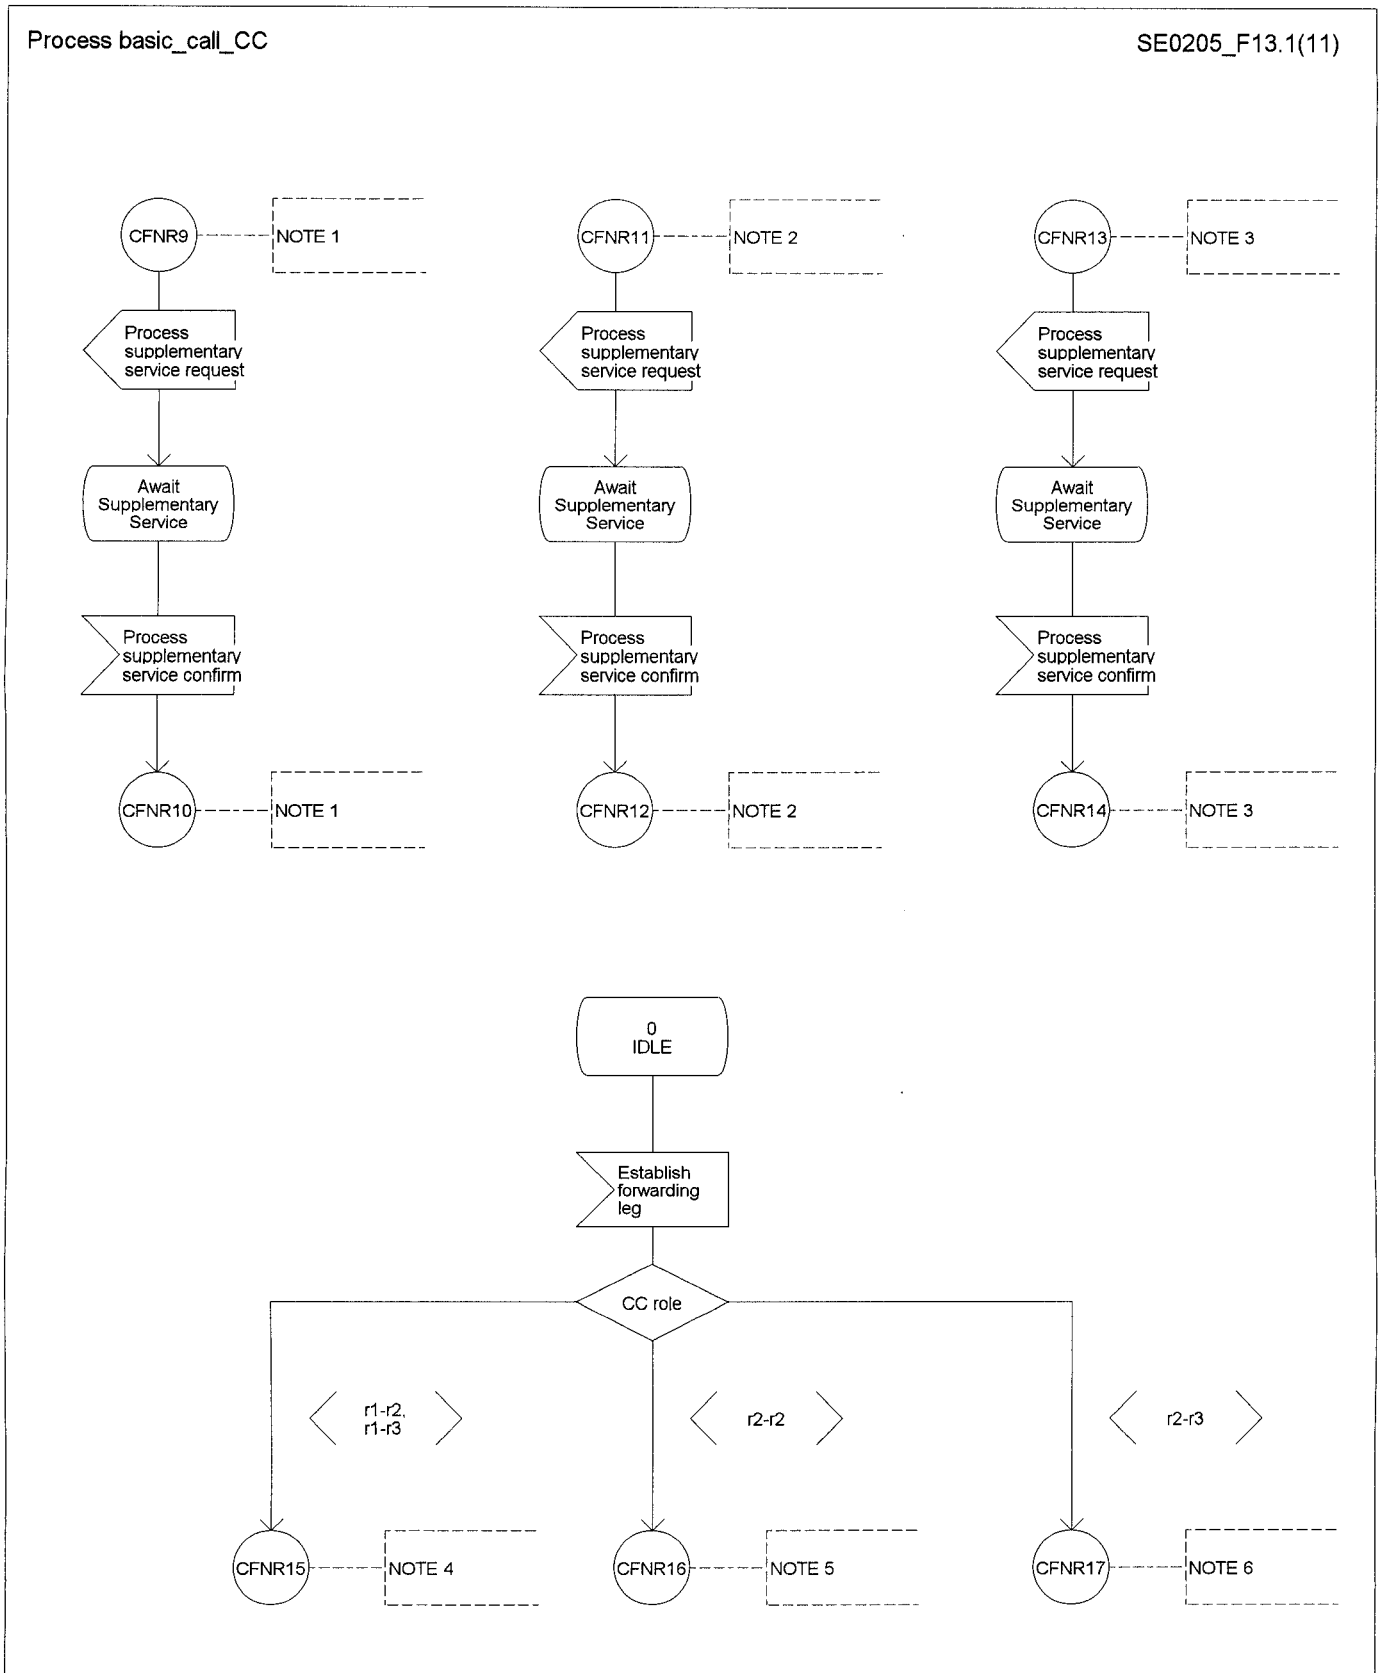 Process basic_call_CC
SE0205_F13.1(11)
CFNR9
NOTE 1
CFNR11
NOTE 2
CFNR13
NOTE 3
Process
supplementary
service request
Process
supplementary
service request
Process
supplementary
service request
Await
Supplementary
Service
Await
Supplementary
Service
Await
Supplementary
Service
Process
supplementary
service confirm
Process
supplementary
service confirm
Process
supplementary
service confirm
CFNR10
NOTE 1
CFNR12
NOTE 2
CFNR14
NOTE 3
0
IDLE
Establish
forwarding
leg
CC role
r1-r2,
r1-r3
r2-r2
r2-r3
CFNR15
NOTE 4
CFNR16
NOTE 5
CFNR17
NOTE 6